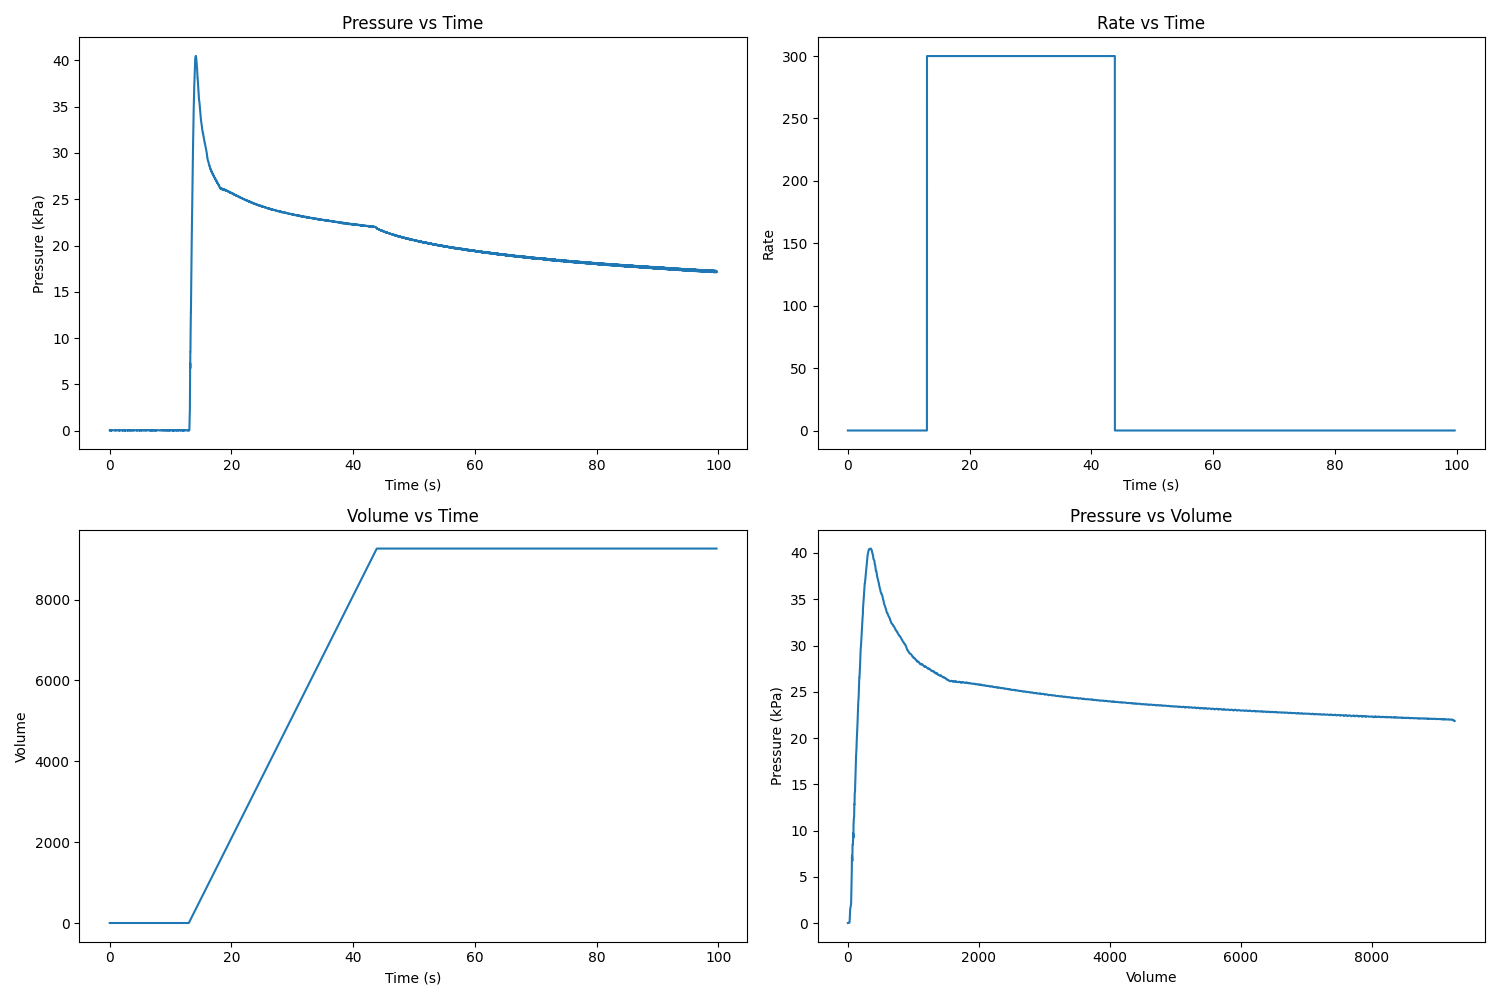 Pressure vs Time
Pressure (kPa)
40
35
30
25
20
15
10
5
0
0 20 40 60 80 100
Time (s)
Rate vs Time
Rate
300
250
200
150
100
50
0
0 20 40 60 80 100
Time (s)
Volume vs Time
Volume
8000
6000
4000
2000
0
0 20 40 60 80 100
Time (s)
Pressure vs Volume
Pressure (kPa)
40
35
30
25
20
15
10
5
0
0 2000 4000 6000 8000
Volume